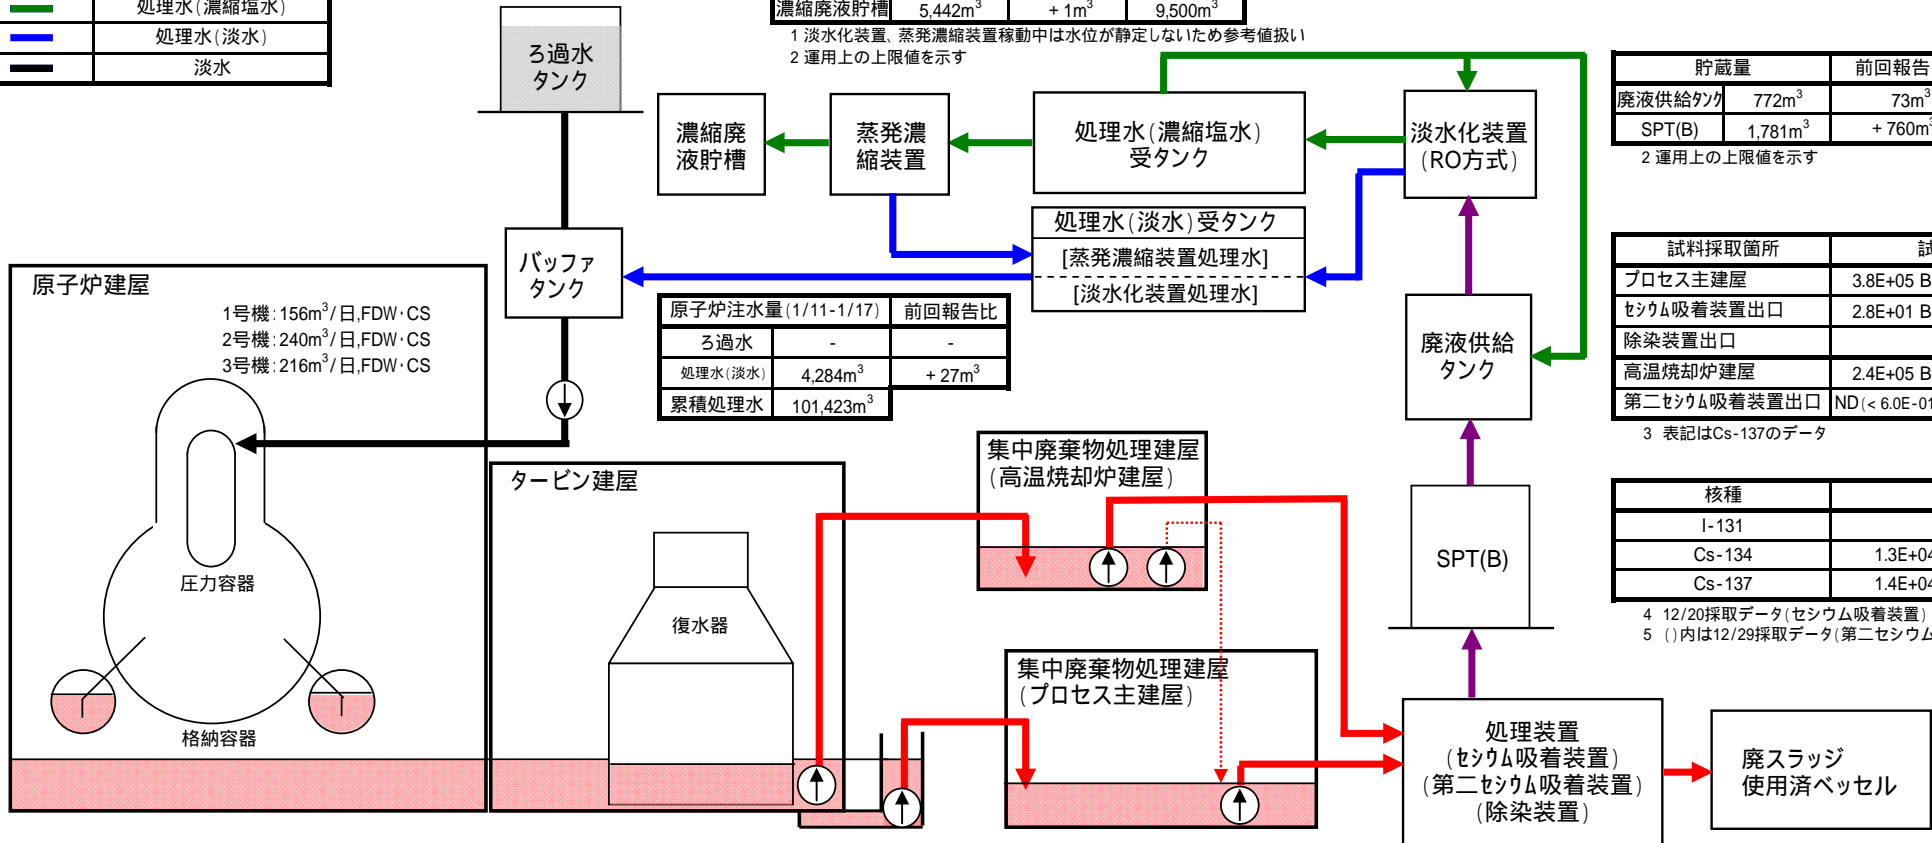 処理水(濃縮塩水)
処理水(淡水)
淡水
濃縮廃液貯槽 5,442m³ +1m³ 9,500m³
1 淡水化装置、蒸発濃縮装置稼動中は水位が静定しないため参考値扱い
2 運用上の上限値を示す
ろ過水
タンク
濃縮廃
液貯槽
蒸発濃
縮装置
処理水(濃縮塩水)
受タンク
淡水化装置
(RO方式)
貯蔵量 前回報告
廃液供給タンク 772m³ 73m³
SPT(B) 1,781m³ +760m³
2 運用上の上限値を示す
処理水(淡水)受タンク
[蒸発濃縮装置処理水]
[淡水化装置処理水]
バッファ
タンク
原子炉建屋
1号機:156m³/日,FDW・CS
2号機:240m³/日,FDW・CS
3号機:216m³/日,FDW・CS
原子炉注水量(1/11-1/17) 前回報告比
ろ過水 - -
処理水(淡水) 4,284m³ +27m³
累積処理水 101,423m³
廃液供給
タンク
試料採取箇所 試
プロセス主建屋 3.8E+05 B
セシウム吸着装置出口 2.8E+01 B
除染装置出口
高温焼却炉建屋 2.4E+05 B
第二セシウム吸着装置出口 ND(<6.0E-01
3 表記はCs-137のデータ
圧力容器
格納容器
タービン建屋
復水器
集中廃棄物処理建屋
(高温焼却炉建屋)
SPT(B)
核種
I-131
Cs-134 1.3E+04
Cs-137 1.4E+04
4 12/20採取データ(セシウム吸着装置)
5 ()内は12/29採取データ(第二セシウム
集中廃棄物処理建屋
(プロセス主建屋)
処理装置
(セシウム吸着装置)
(第二セシウム吸着装置)
(除染装置)
廃スラッジ
使用済ベッセル